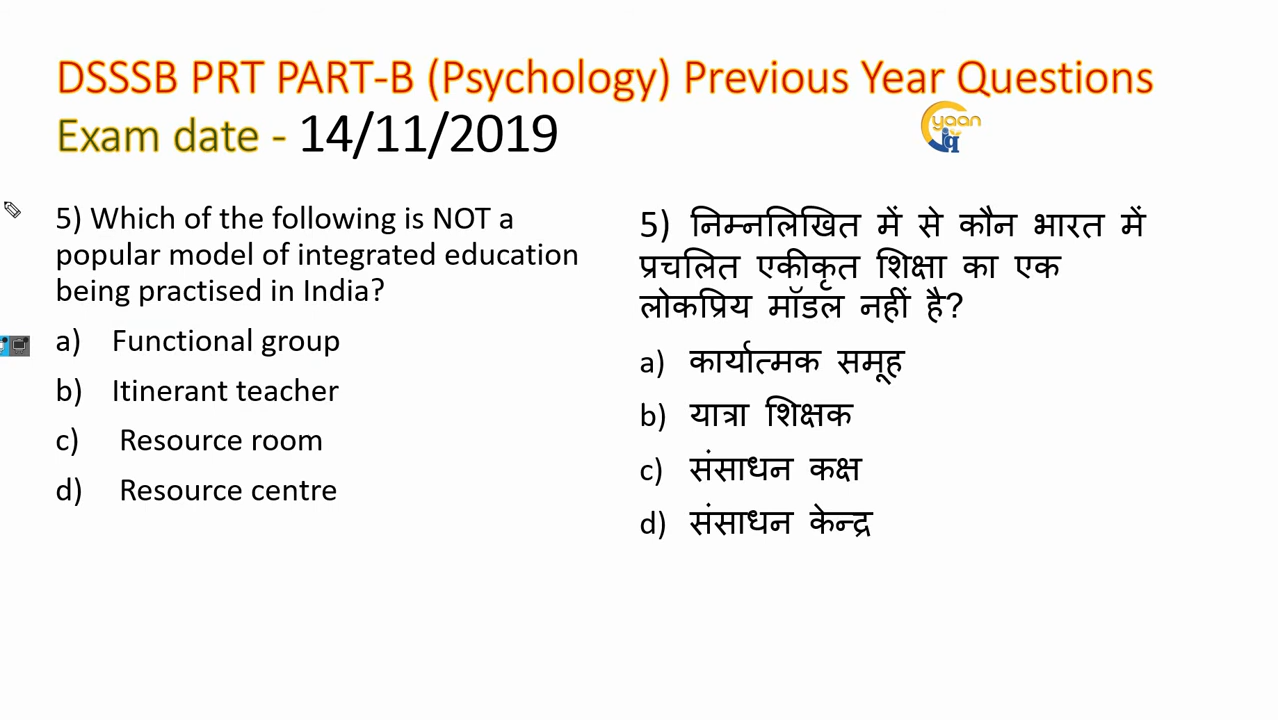 DSSSB PRT PART-B (Psychology) Previous Year Questions
Exam date - 14/11/2019
yaan
iq
5) Which of the following is NOT a
popular model of integrated education
being practised in India?
a) Functional group
b) Itinerant teacher
c) Resource room
d) Resource centre
5) निम्नलिखित में से कौन भारत में
प्रचलित एकीकृत शिक्षा का एक
लोकप्रिय मॉडल नहीं है?
a) कार्यात्मक समूह
b) यात्रा शिक्षक
c) संसाधन कक्ष
d) संसाधन केन्द्र